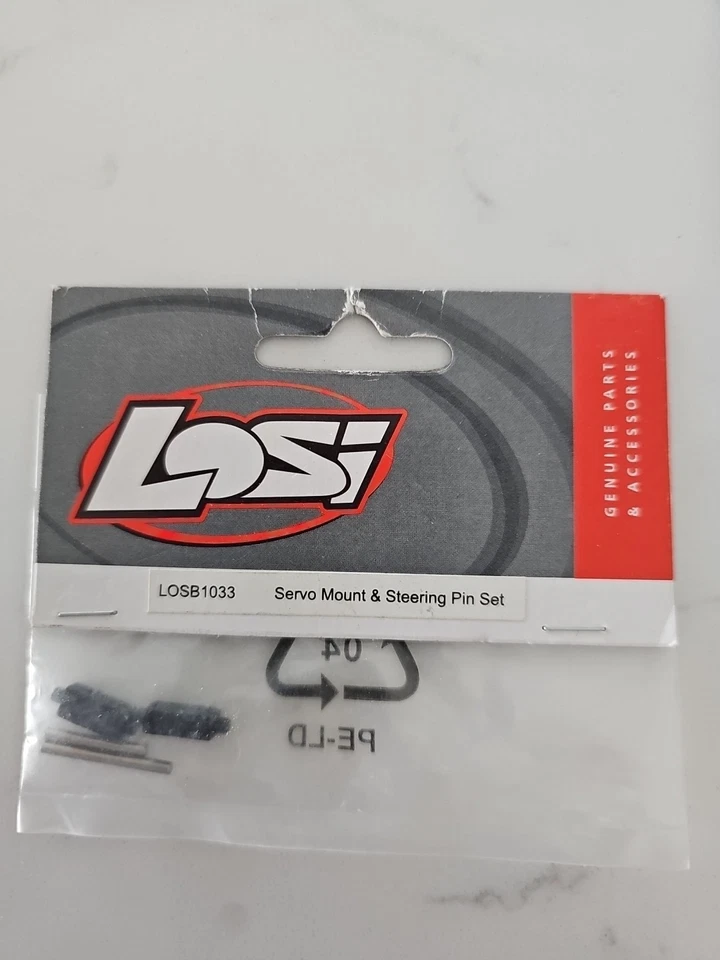 Losi
GENUINE PARTS
& ACCESSORIES
LOSB1033 Servo Mount & Steering Pin Set
04
PE-LD